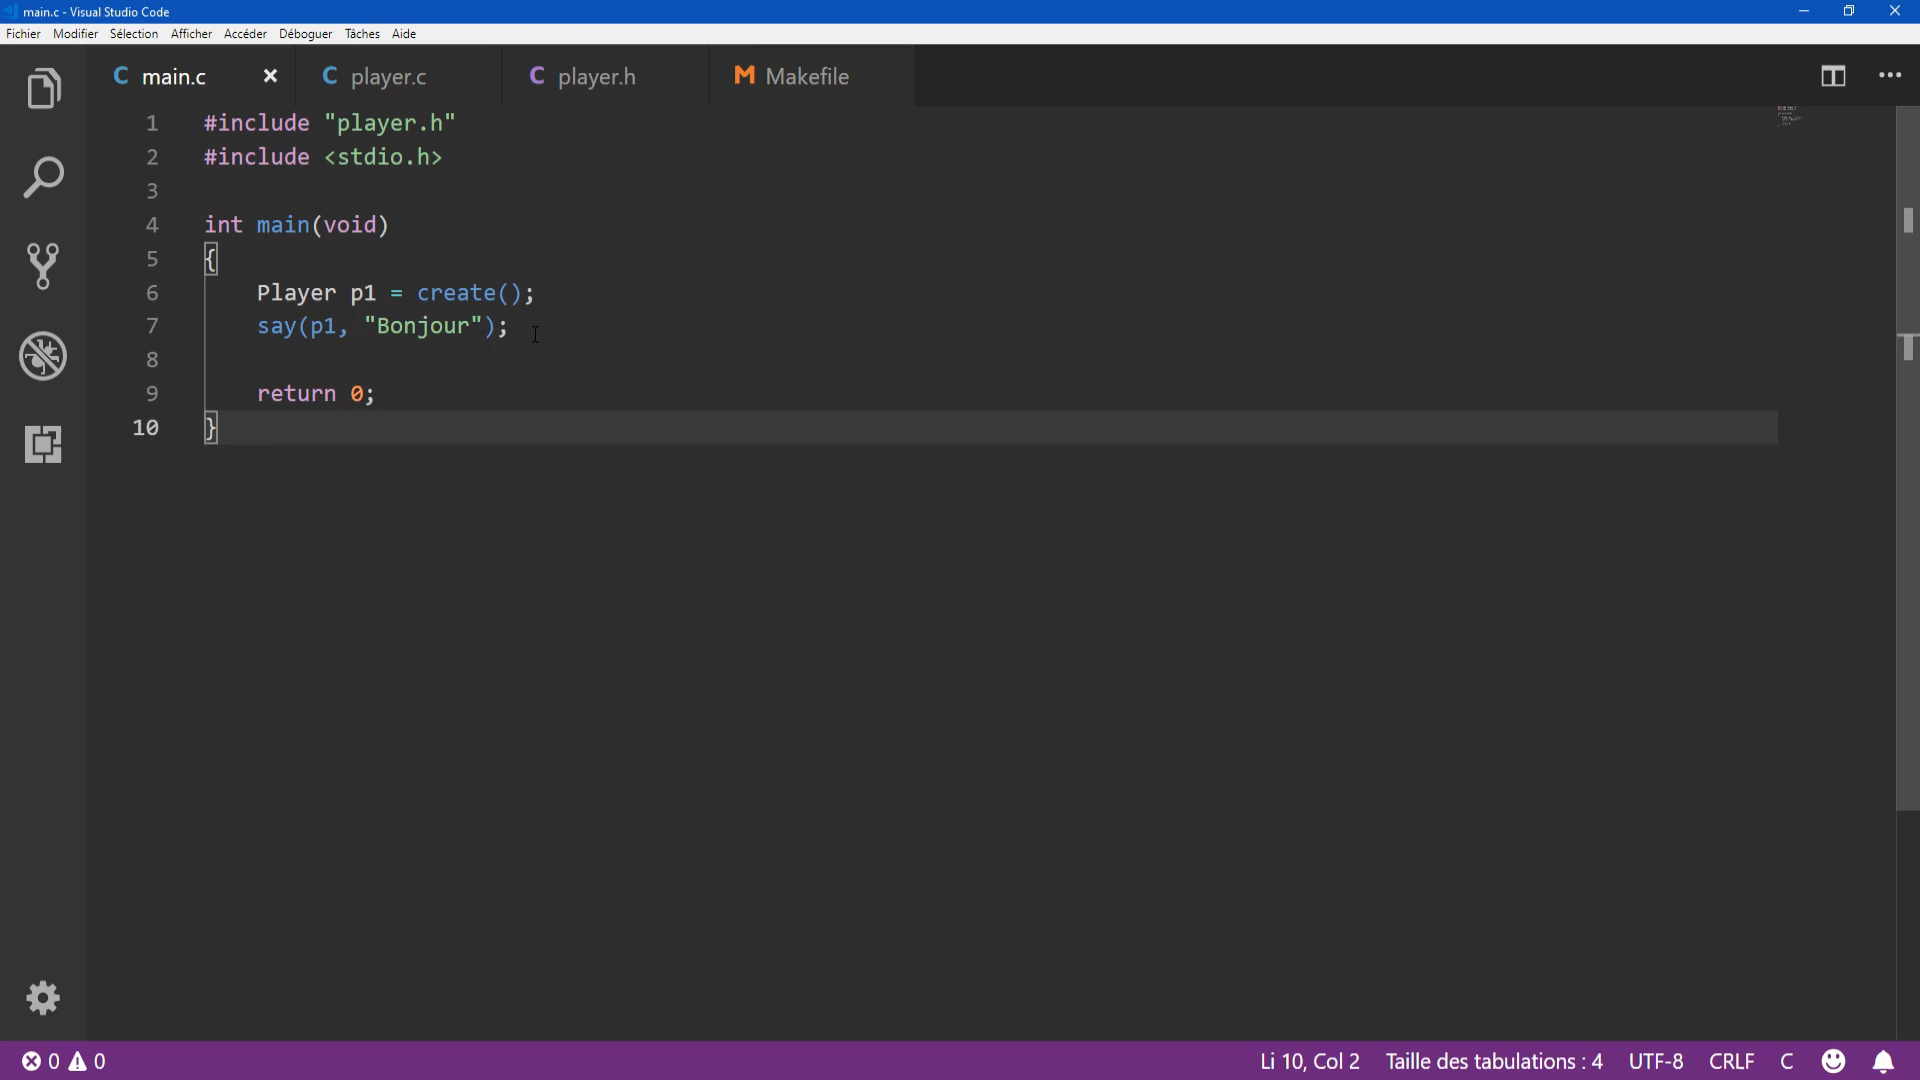 main.c - Visual Studio Code
Fichier Modifier Sélection Afficher Accéder Déboguer Tâches Aide
C main.c C player.c C player.h M Makefile
1 #include "player.h"
2 #include <stdio.h>
3
4 int main(void)
5 {
6 Player p1 = create();
7 say(p1, "Bonjour");
8
9 return 0;
10 }
0 0 Li 10, Col 2 Taille des tabulations : 4 UTF-8 CRLF C